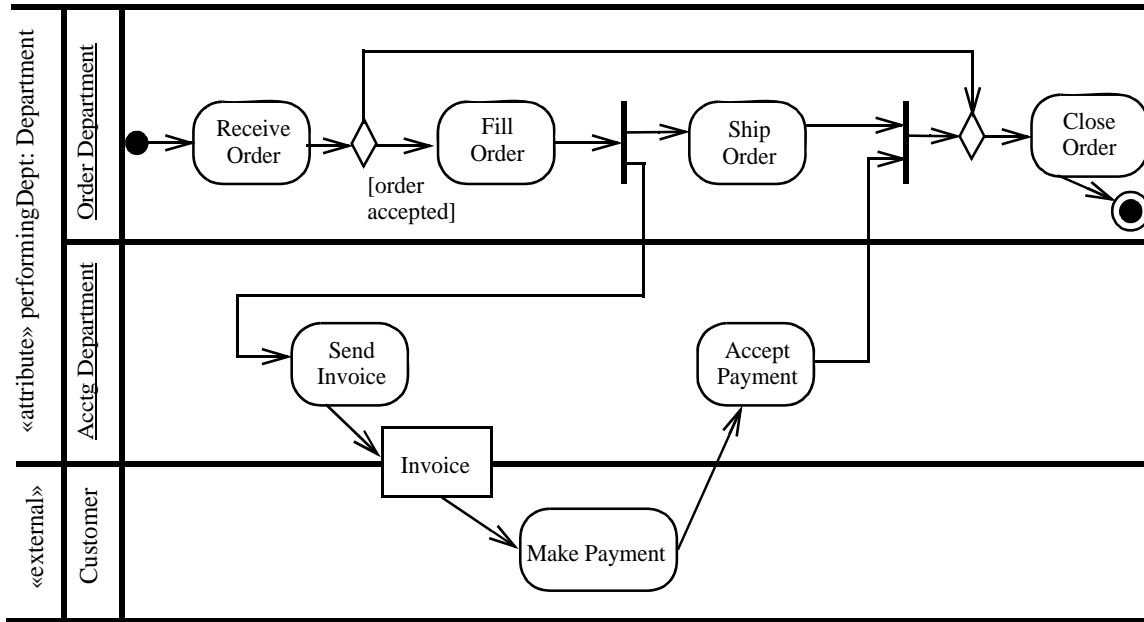 «attribute» performingDept: Department
Order Department
Receive
Order
[order
accepted]
Fill
Order
Ship
Order
Close
Order
Acctg Department
Send
Invoice
Accept
Payment
Invoice
«external»
Customer
Make Payment